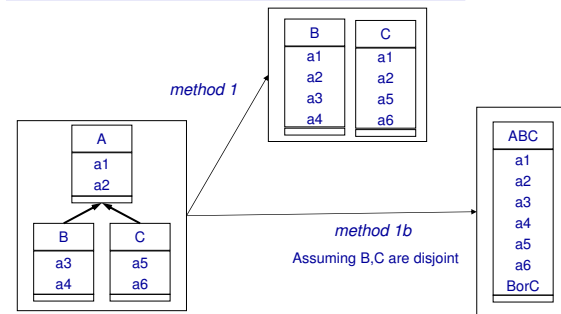 A
a1
a2
B
a3
a4
C
a5
a6
method 1
B
a1
a2
a3
a4
C
a1
a2
a5
a6
method 1b
Assuming B,C are disjoint
ABC
a1
a2
a3
a4
a5
a6
BorC